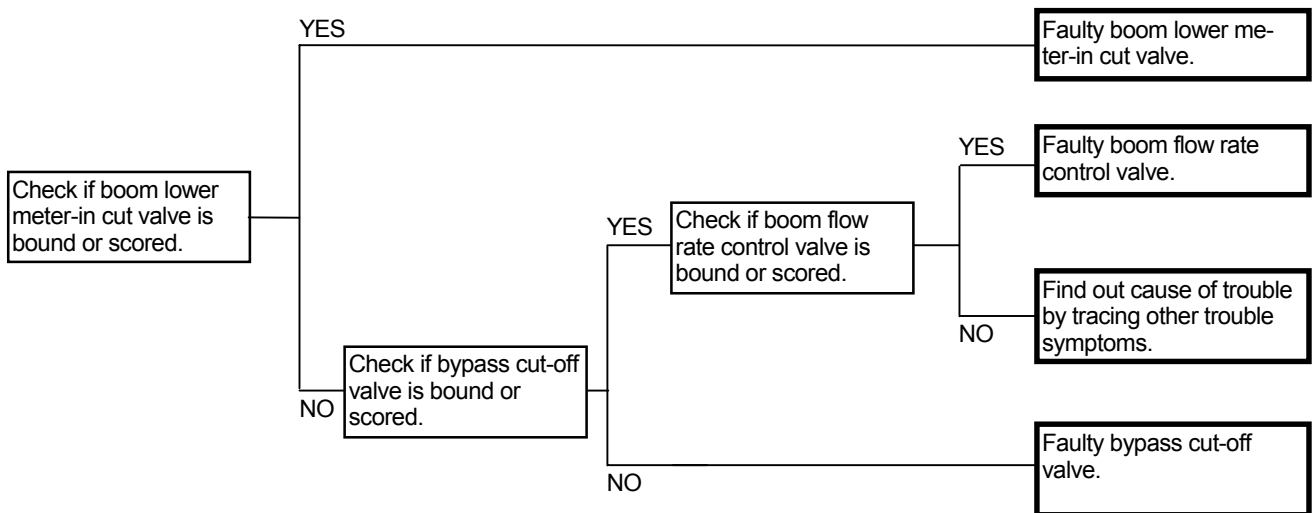 YES
Faulty boom lower me-
ter-in cut valve.
YES
Faulty boom flow rate
control valve.
Check if boom lower
meter-in cut valve is
bound or scored.
YES
Check if boom flow
rate control valve is
bound or scored.
NO
Find out cause of trouble
by tracing other trouble
symptoms.
NO
Check if bypass cut-off
valve is bound or
scored.
NO
Faulty bypass cut-off
valve.